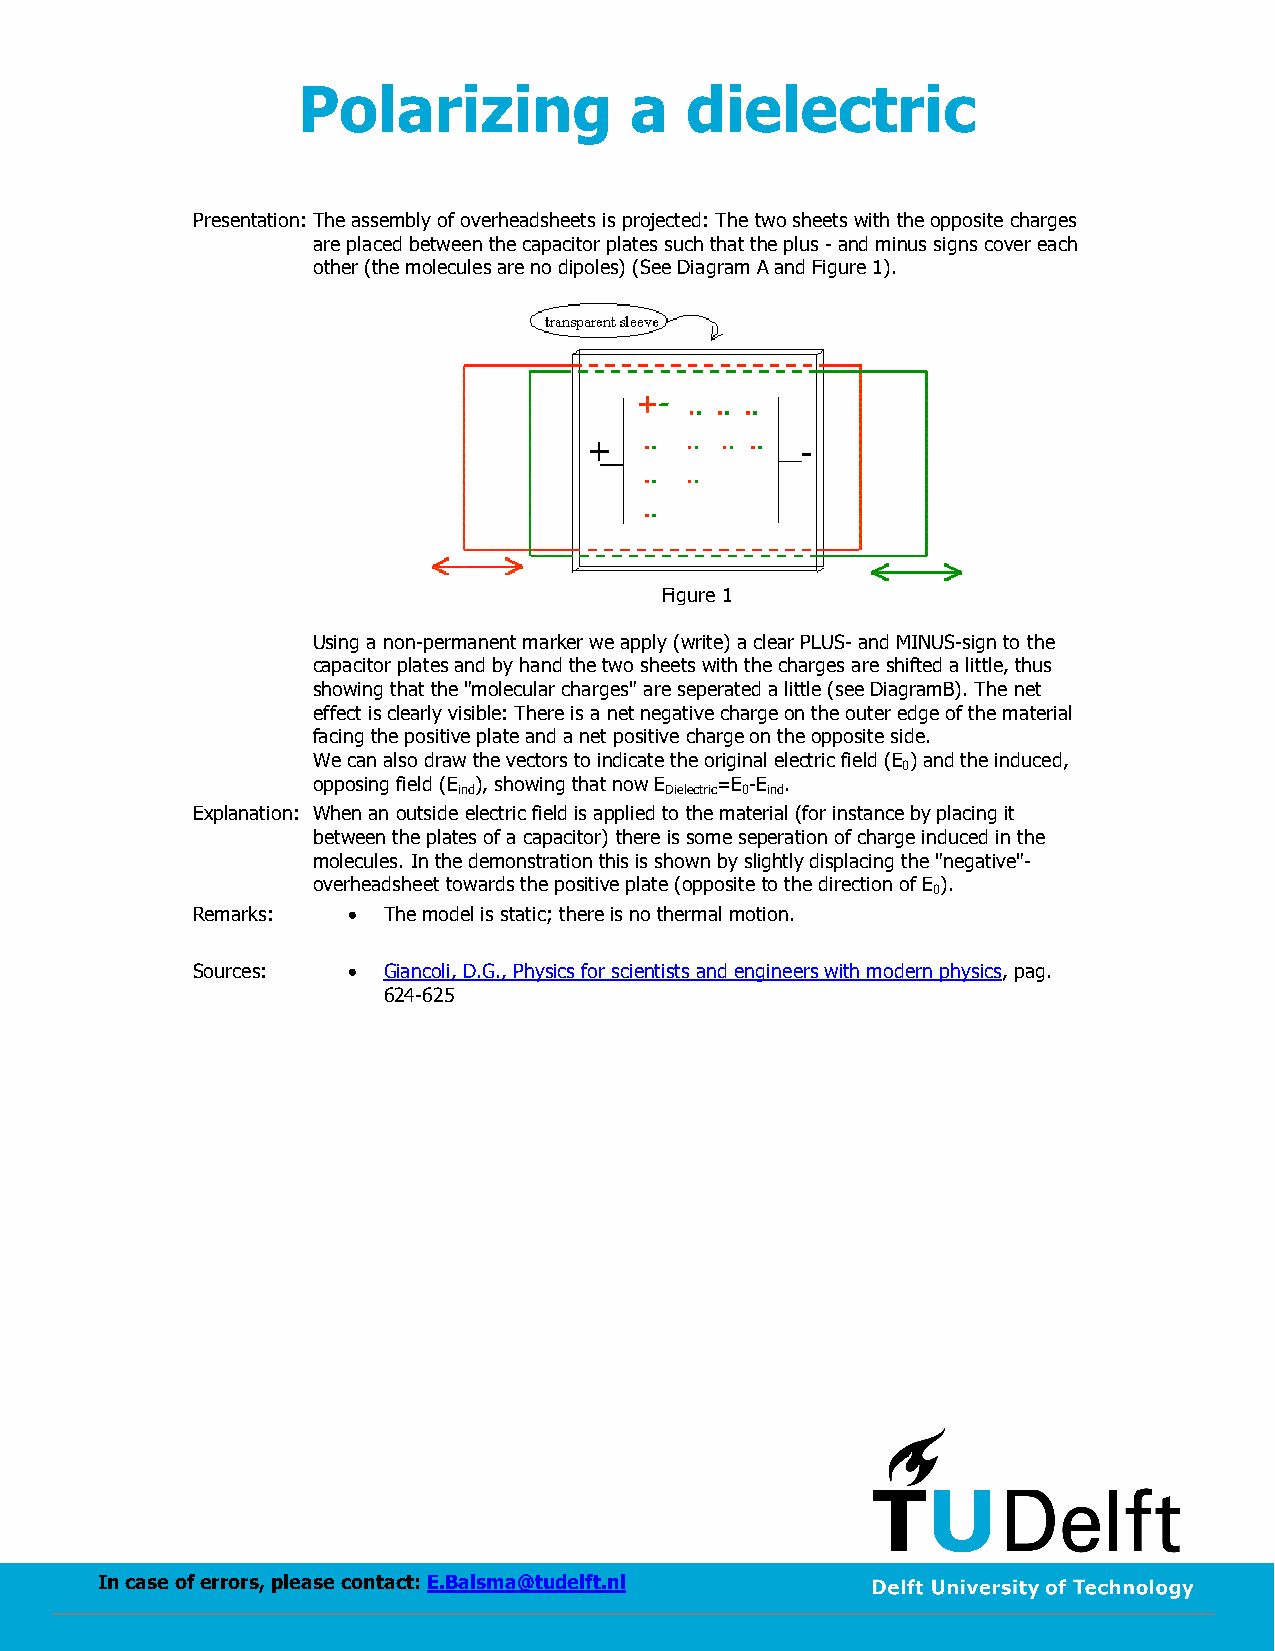 Polarizing a dielectric
Presentation: The assembly of overheadsheets is projected: The two sheets with the opposite charges
are placed between the capacitor plates such that the plus - and minus signs cover each
other (the molecules are no dipoles) (See Diagram A and Figure 1).
transparent sleeve
+-
+
-
Figure 1
Using a non-permanent marker we apply (write) a clear PLUS- and MINUS-sign to the
capacitor plates and by hand the two sheets with the charges are shifted a little, thus
showing that the "molecular charges" are seperated a little (see DiagramB). The net
effect is clearly visible: There is a net negative charge on the outer edge of the material
facing the positive plate and a net positive charge on the opposite side.
We can also draw the vectors to indicate the original electric field (E0) and the induced,
opposing field (Eind), showing that now EDielectric=E0-Eind.
Explanation: When an outside electric field is applied to the material (for instance by placing it
between the plates of a capacitor) there is some seperation of charge induced in the
molecules. In the demonstration this is shown by slightly displacing the "negative"-
overheadsheet towards the positive plate (opposite to the direction of E0).
Remarks: • The model is static; there is no thermal motion.
Sources: • Giancoli, D.G., Physics for scientists and engineers with modern physics, pag.
624-625
TUDelft
In case of errors, please contact: E.Balsma@tudelft.nl
Delft University of Technology